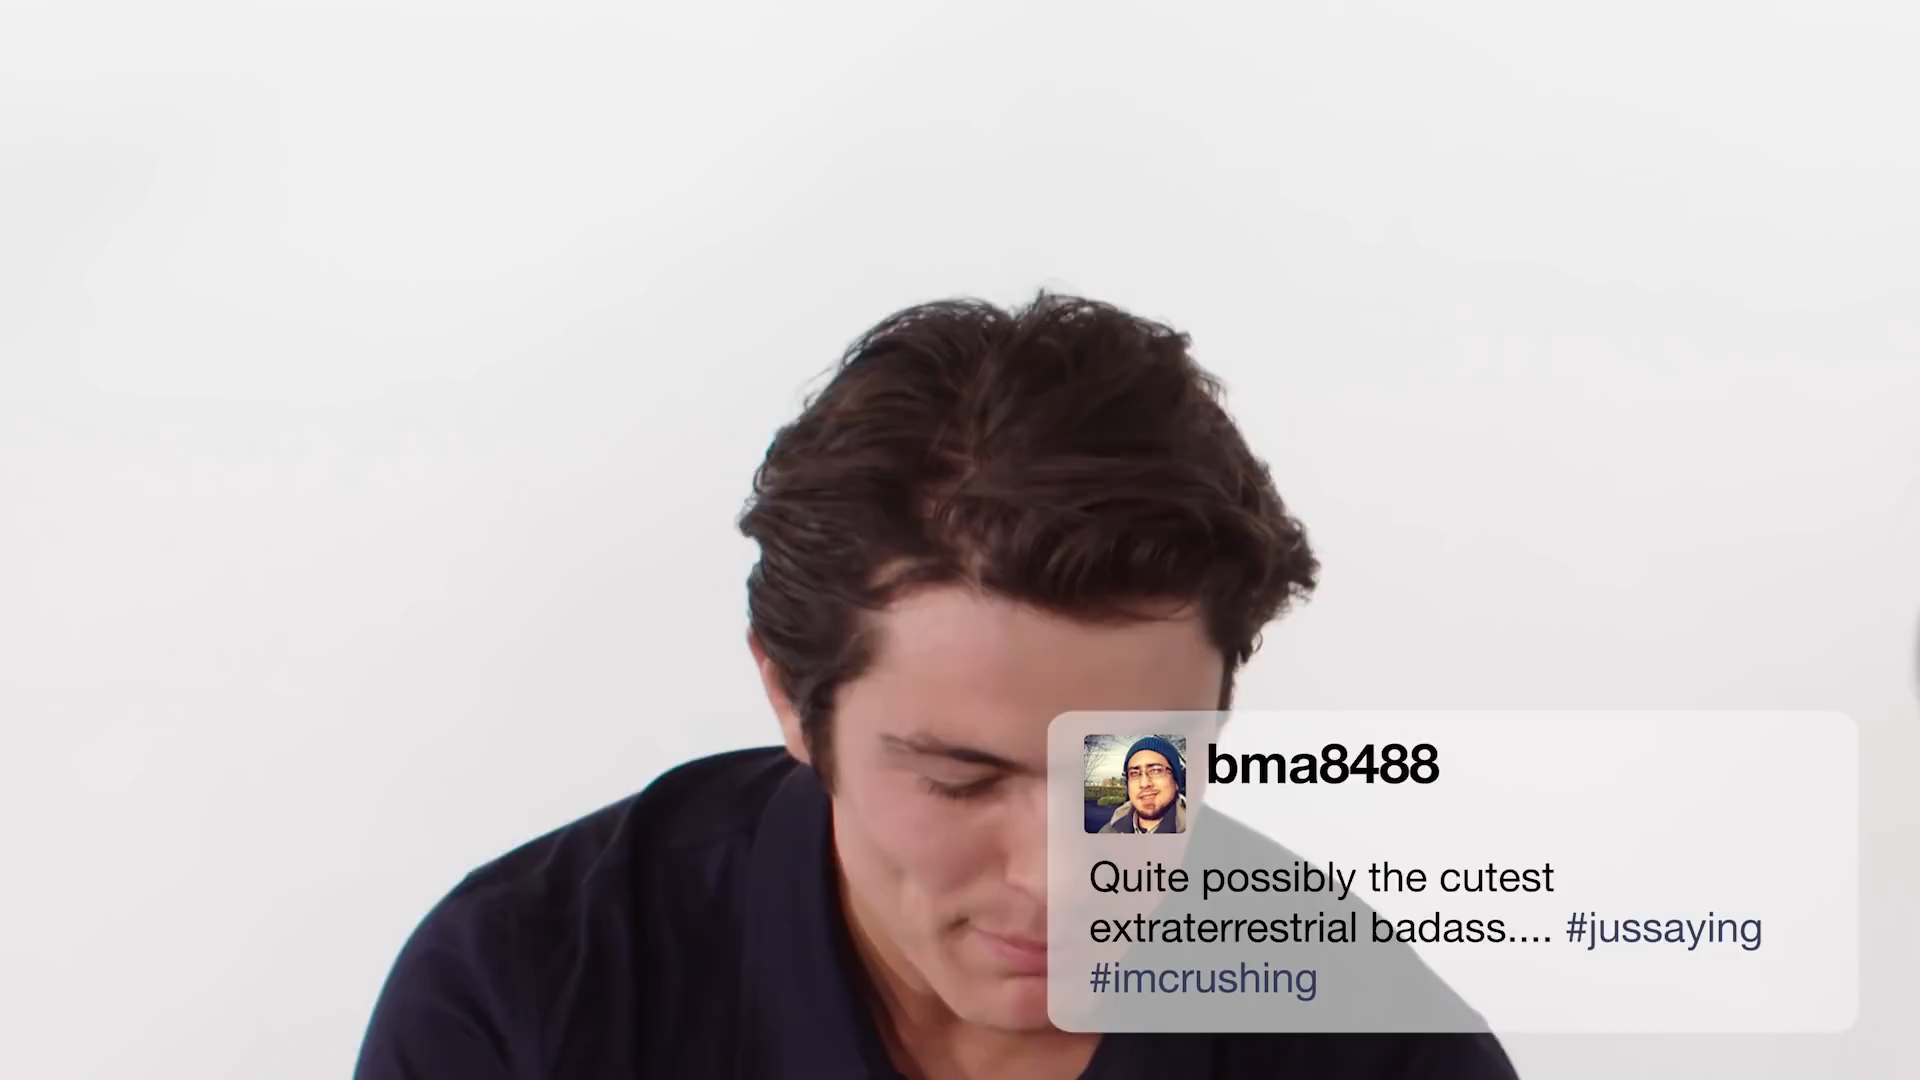 bma8488
Quite possibly the cutest
extraterrestrial badass.... #jussaying
#imcrushing